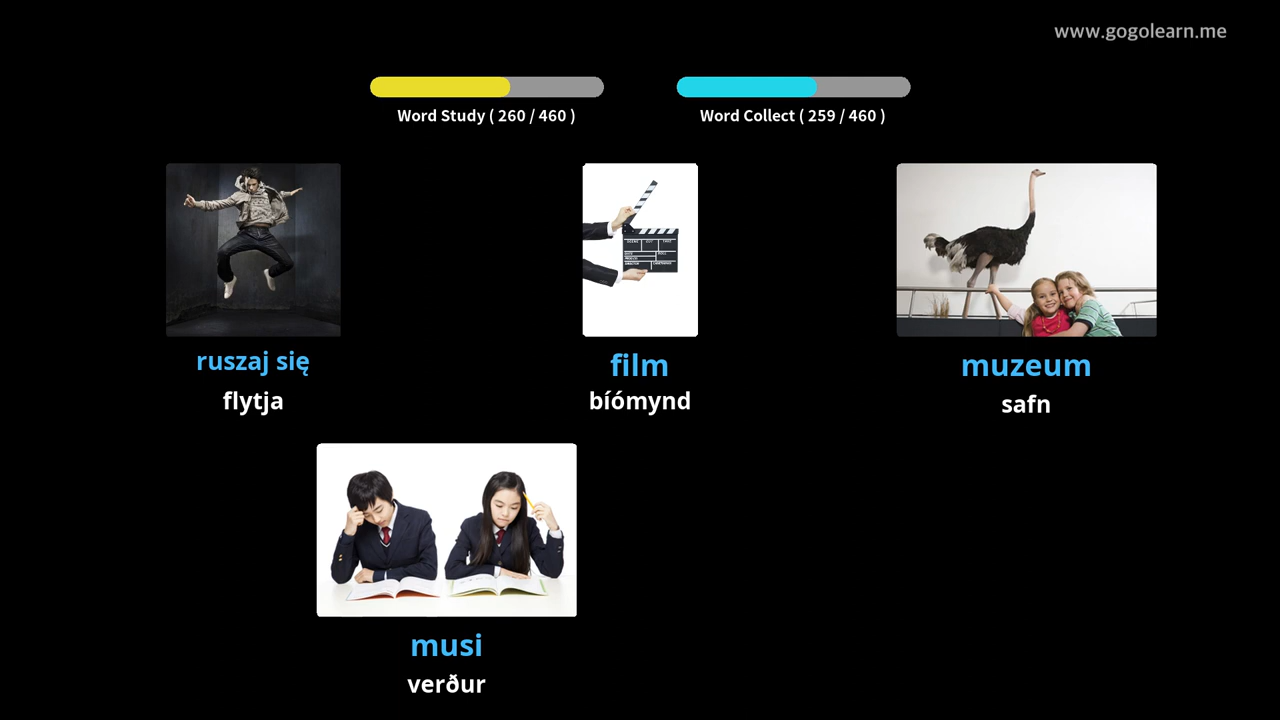 www.gogolearn.me
Word Study ( 260 / 460 )
Word Collect ( 259 / 460 )
ruszaj się
flytja
film
bíómynd
muzeum
safn
musi
verður